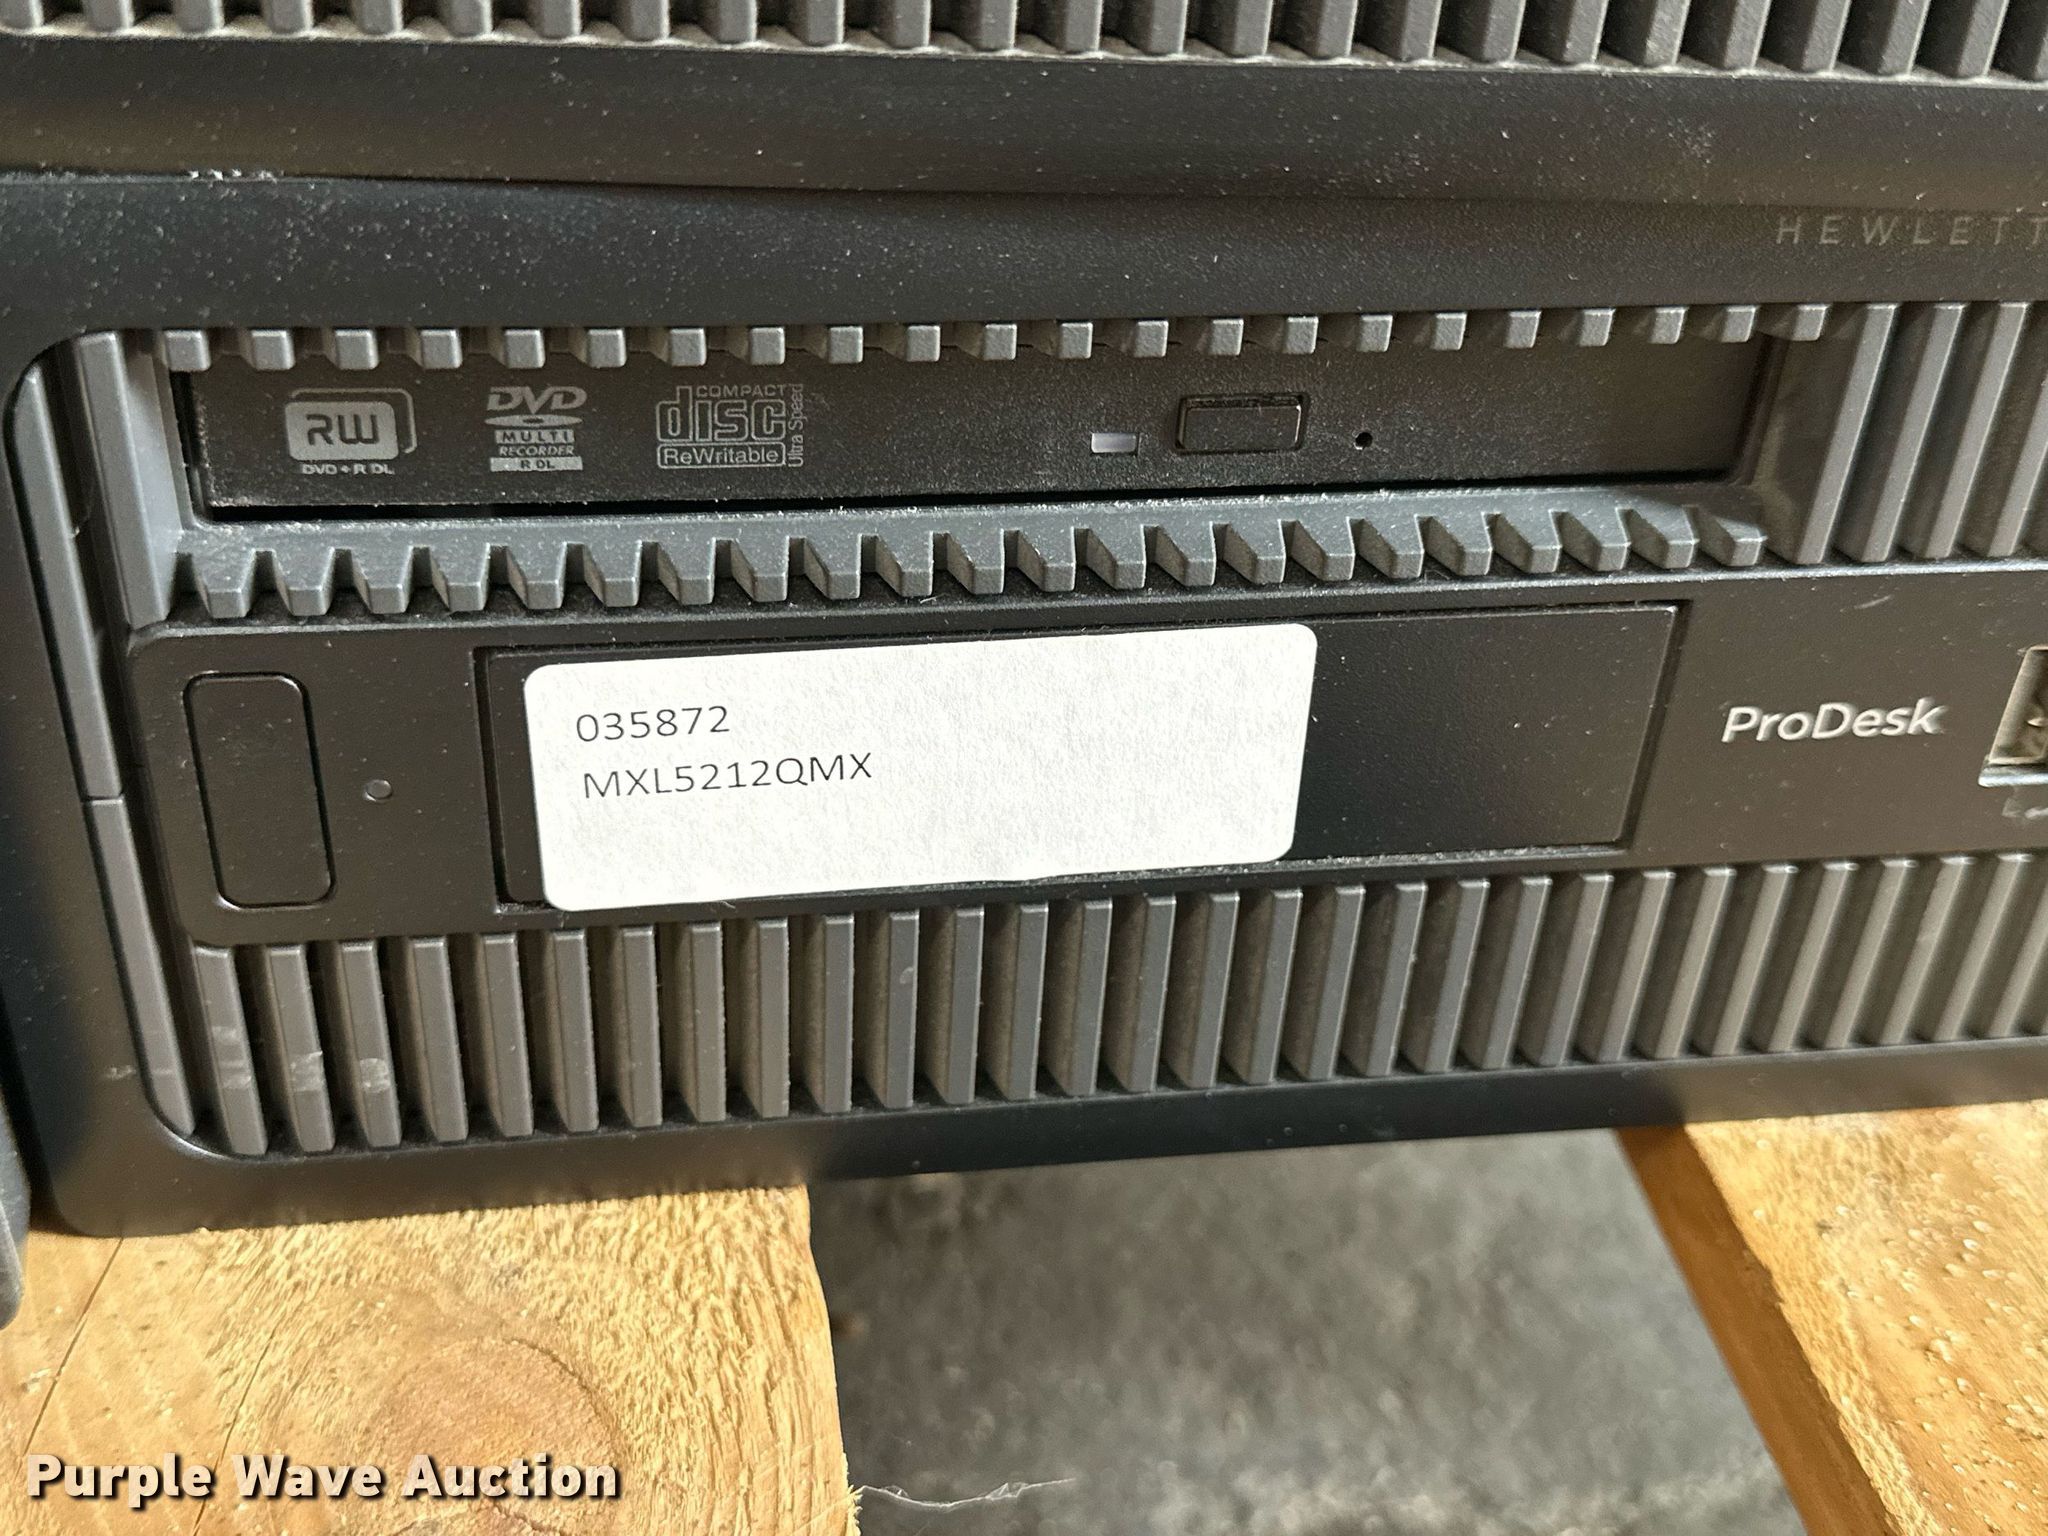 HEWLETT
RW
DVD+R DL
DVD
MULTI
RECORDER
R DL
COMPACT
disc
ReWritable
Ultra Speed
035872
MXL5212QMX
ProDesk
Purple Wave Auction